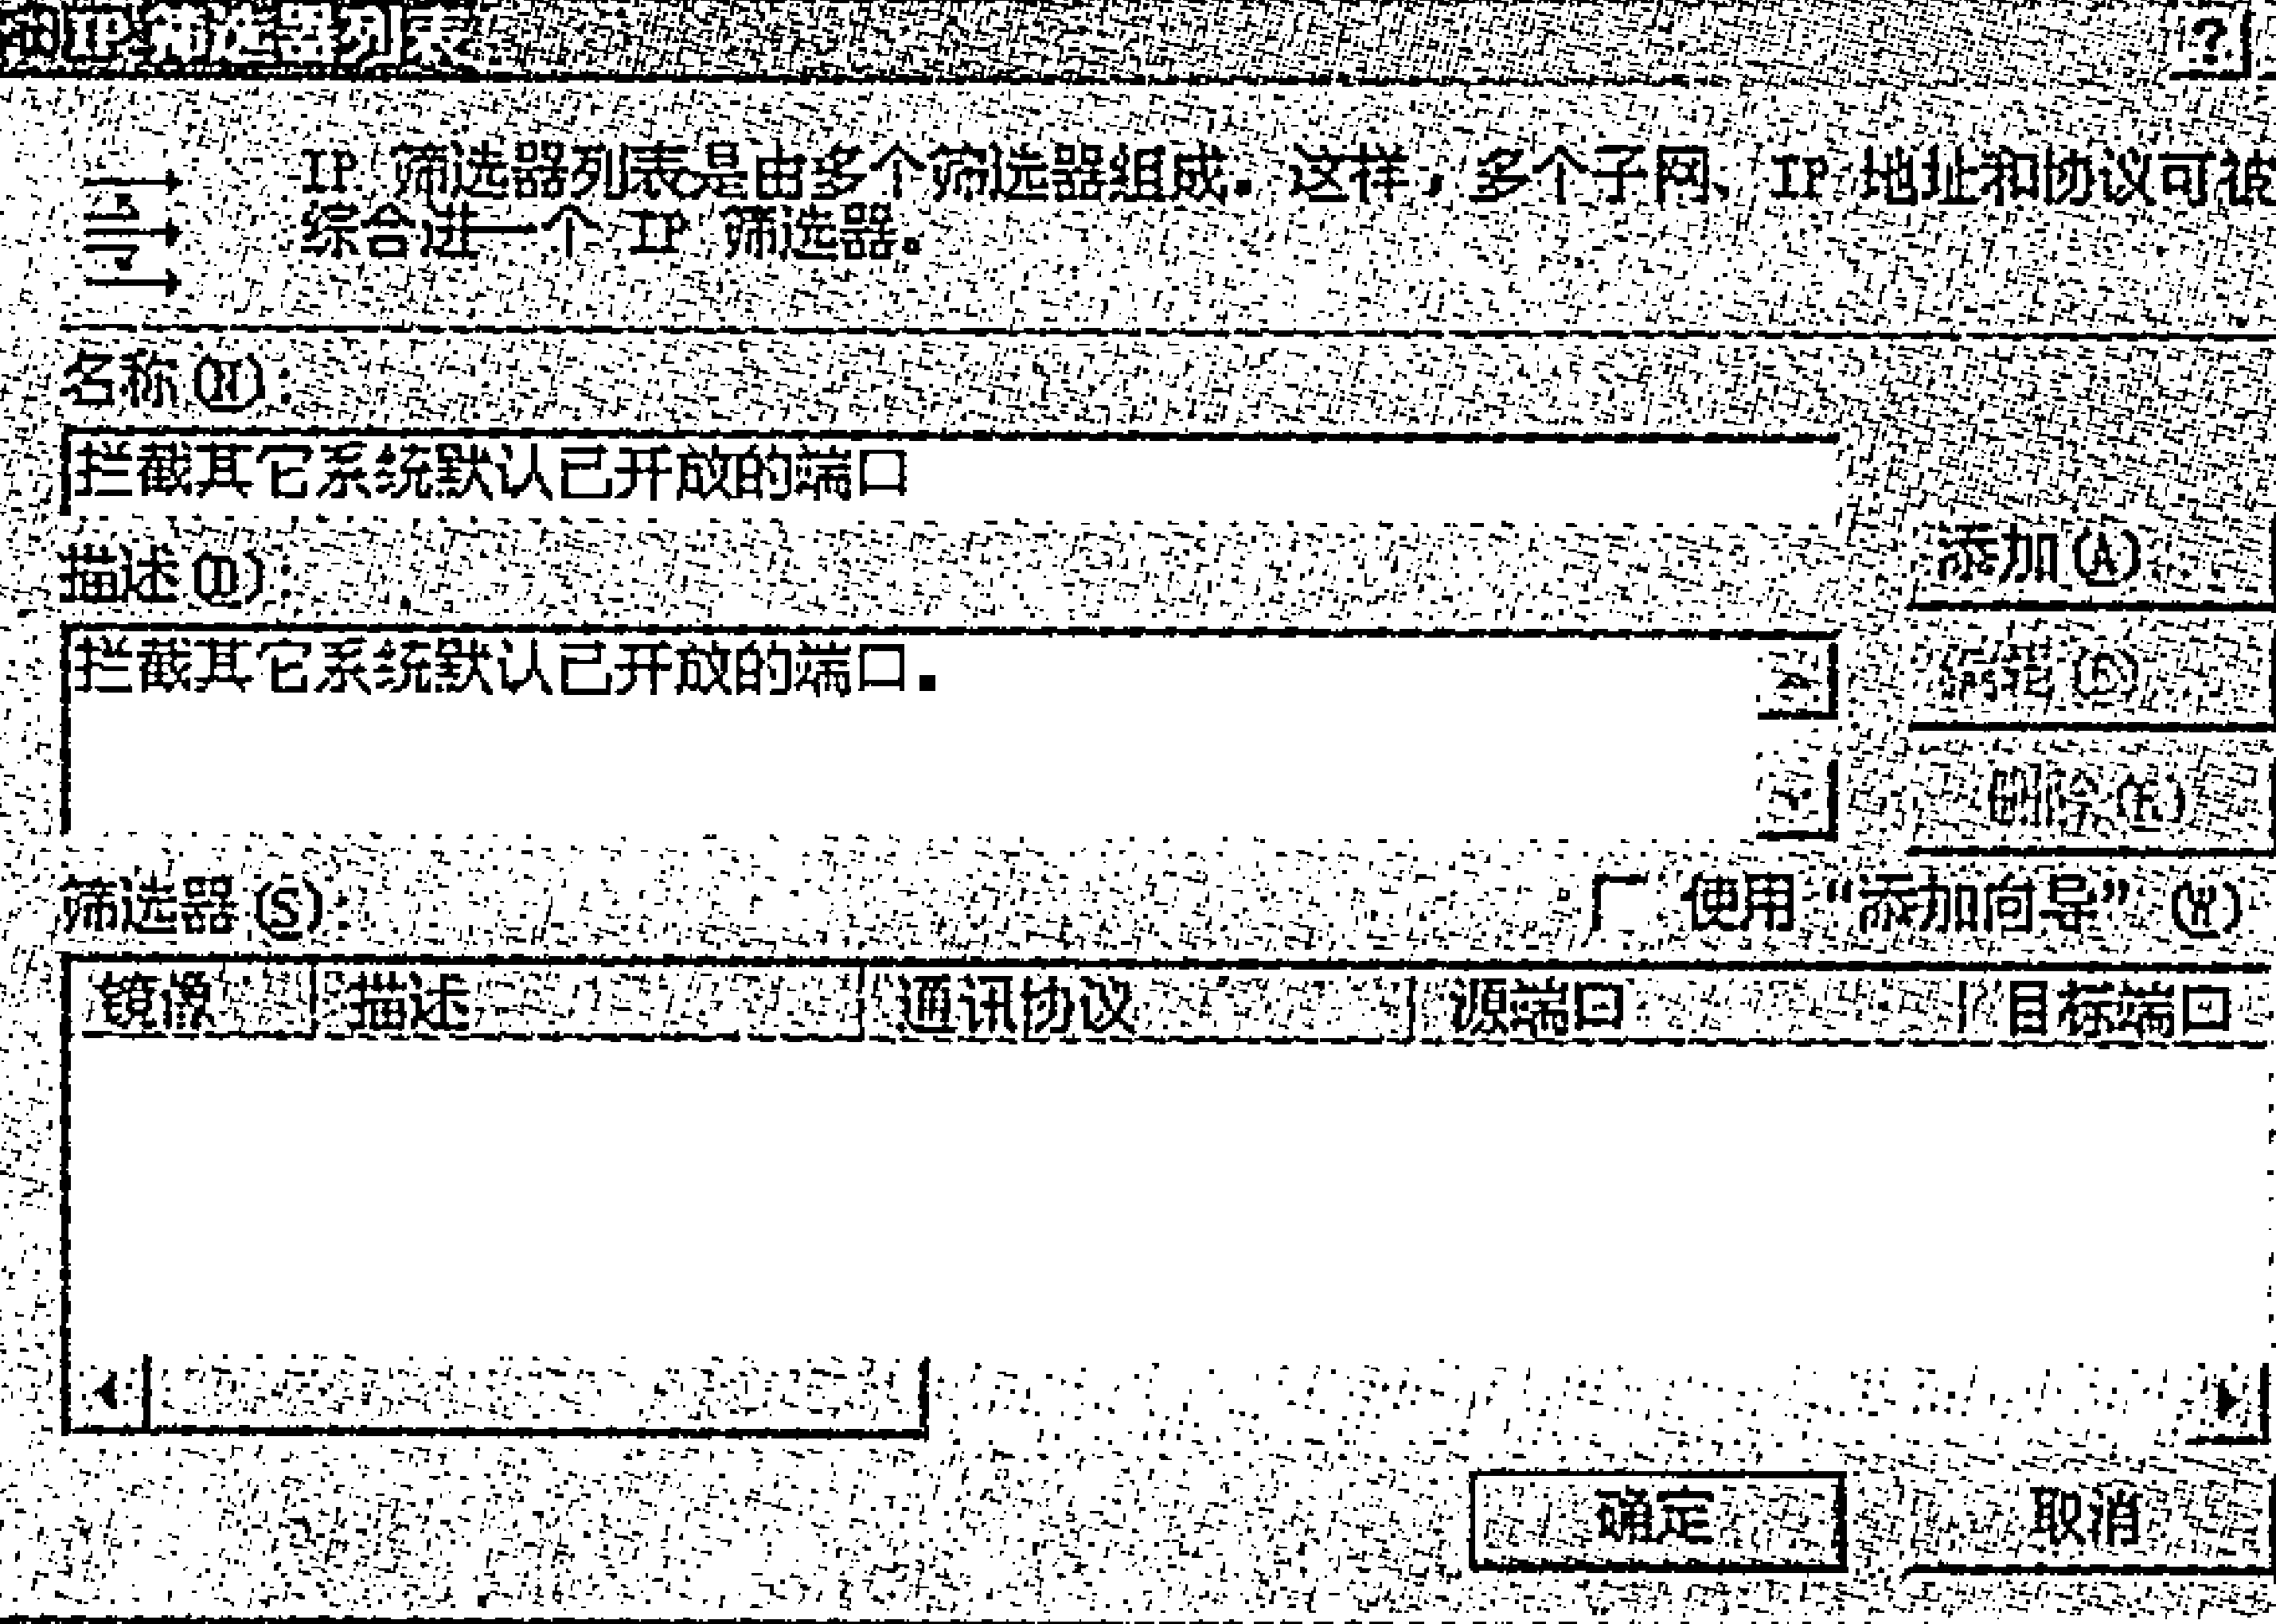 IP 筛选器列表
?
IP 筛选器列表是由多个筛选器组成。这样，多个子网、IP 地址和协议可被
综合进一个 IP 筛选器。
名称(N):
拦截其它系统默认已开放的端口
描述(D):
添加(A)
拦截其它系统默认已开放的端口.
编辑(E)
删除(R)
筛选器(S): 使用“添加向导”(W)
镜像 描述 通讯协议 源端口 目标端口
确定 取消